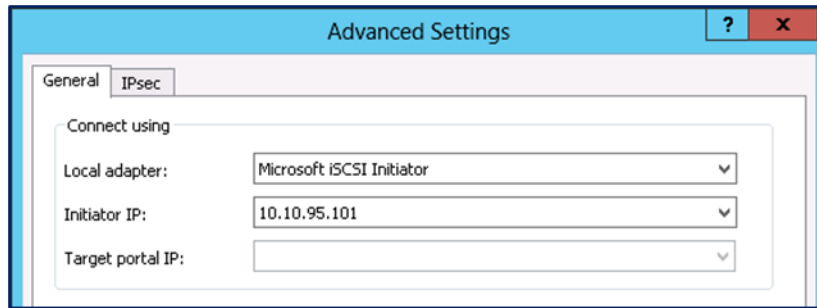 Advanced Settings
? x
General IPsec
Connect using
Local adapter: Microsoft iSCSI Initiator
Initiator IP: 10.10.95.101
Target portal IP: